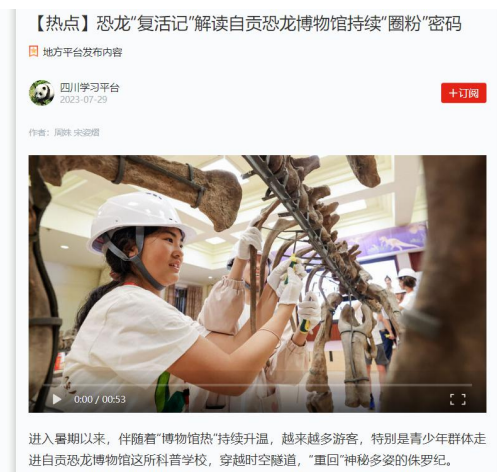 【热点】恐龙“复活记”解读自贡恐龙博物馆持续“圈粉”密码
地方平台发布内容
四川学习平台
2023-07-29
+订阅
作者：周姝 宋姿熠
0:00 / 00:53
进入暑期以来，伴随着“博物馆热”持续升温，越来越多游客，特别是青少年群体走
进自贡恐龙博物馆这所科普学校，穿越时空隧道，“重回”神秘多姿的侏罗纪。